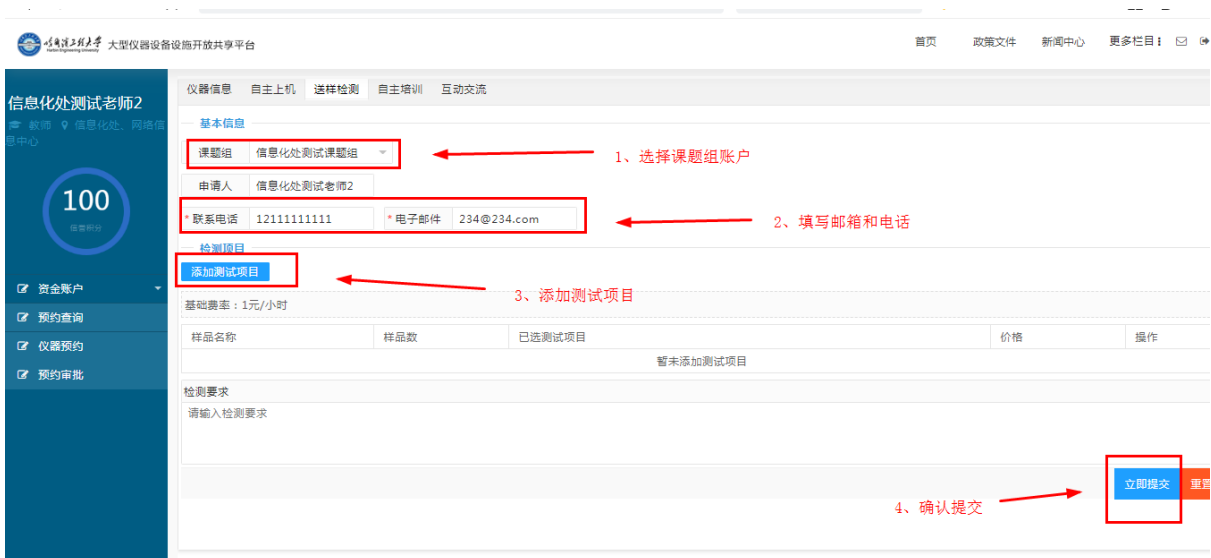 哈尔滨工程大学 大型仪器设备设施开放共享平台
首页 政策文件 新闻中心 更多栏目
信息化处测试老师2
教师 信息化处、网络信
息中心
100
信誉积分
资金账户
预约查询
仪器预约
预约审批
仪器信息 自主上机 送样检测 自主培训 互动交流
基本信息
课题组 信息化处测试课题组
1、选择课题组账户
申请人 信息化处测试老师2
*联系电话 12111111111 *电子邮件 234@234.com
2、填写邮箱和电话
检测项目
添加测试项目
3、添加测试项目
基础费率：1元/小时
样品名称 样品数 已选测试项目 价格 操作
暂未添加测试项目
检测要求
请输入检测要求
立即提交 重置
4、确认提交